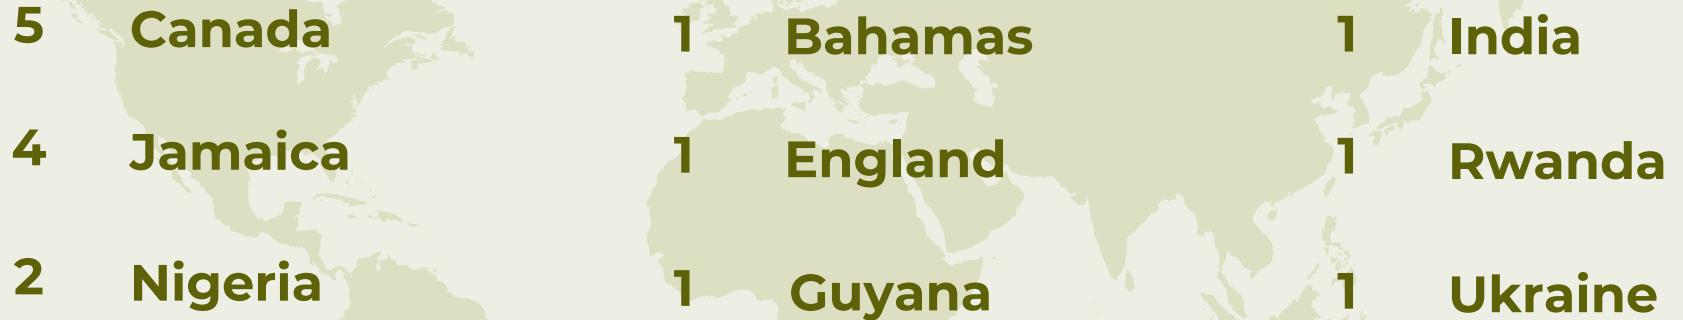 5 Canada
4 Jamaica
2 Nigeria
1 Bahamas
1 England
1 Guyana
1 India
1 Rwanda
1 Ukraine